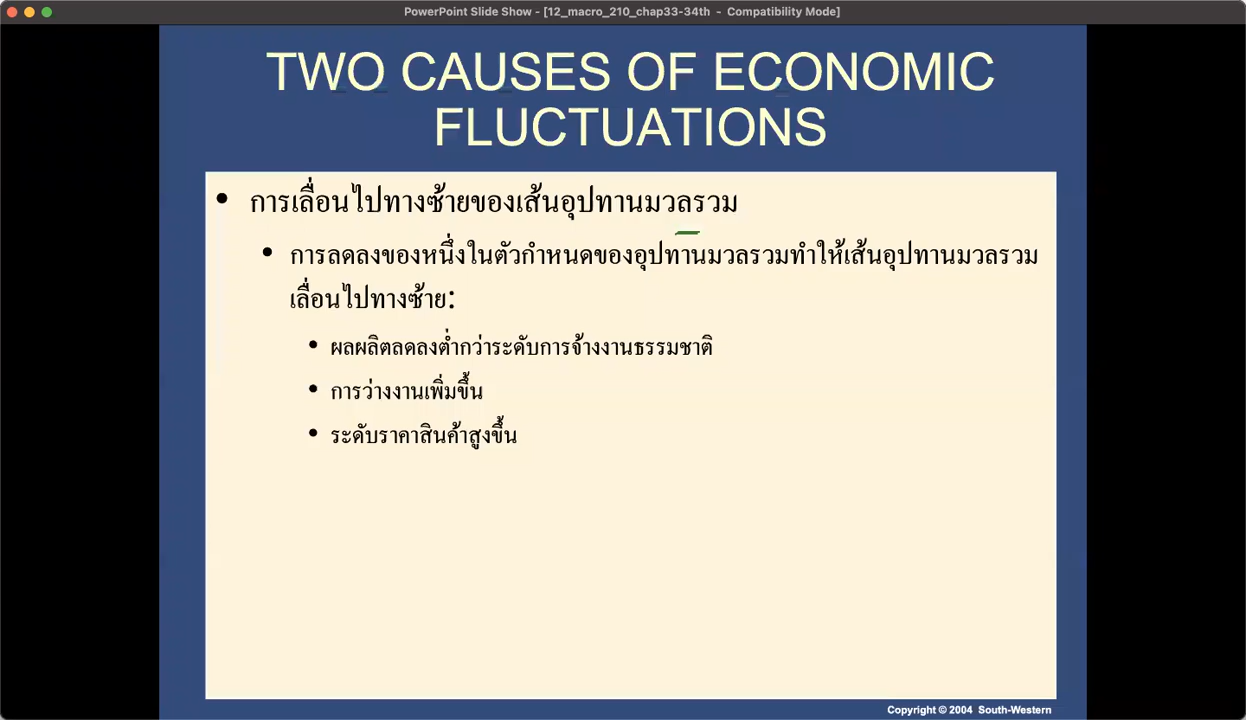 PowerPoint Slide Show - [12_macro_210_chap33-34th - Compatibility Mode]
TWO CAUSES OF ECONOMIC
FLUCTUATIONS
• การเลื่อนไปทางซ้ายของเส้นอุปทานมวลรวม
• การลดลงของหนึ่งในตัวกำหนดของอุปทานมวลรวมทำให้เส้นอุปทานมวลรวม
เลื่อนไปทางซ้าย:
• ผลผลิตลดลงต่ำกว่าระดับการจ้างงานธรรมชาติ
• การว่างงานเพิ่มขึ้น
• ระดับราคาสินค้าสูงขึ้น
Copyright © 2004 South-Western